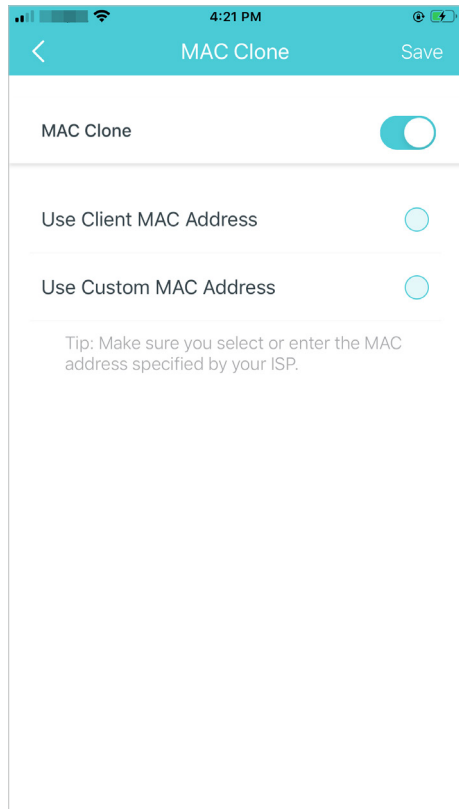 4:21 PM
MAC Clone
Save
MAC Clone
Use Client MAC Address
Use Custom MAC Address
Tip: Make sure you select or enter the MAC
address specified by your ISP.